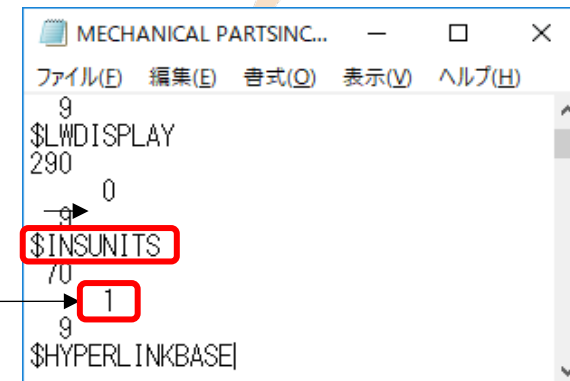 MECHANICAL PARTSINC...
ファイル(F) 編集(E) 書式(O) 表示(V) ヘルプ(H)
9
$LWDISPLAY
290
0
9
$INSUNITS
70
1
9
$HYPERLINKBASE